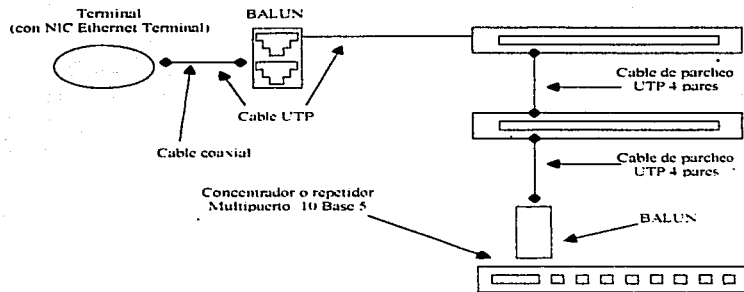 Terminal
(con NIC Ethernet Terminal)
BALUN
Cable UTP
Cable coaxial
Cable de parcheo
UTP 4 pares
Cable de parcheo
UTP 4 pares
Concentrador o repetidor
Multipuerto 10 Base 5
BALUN